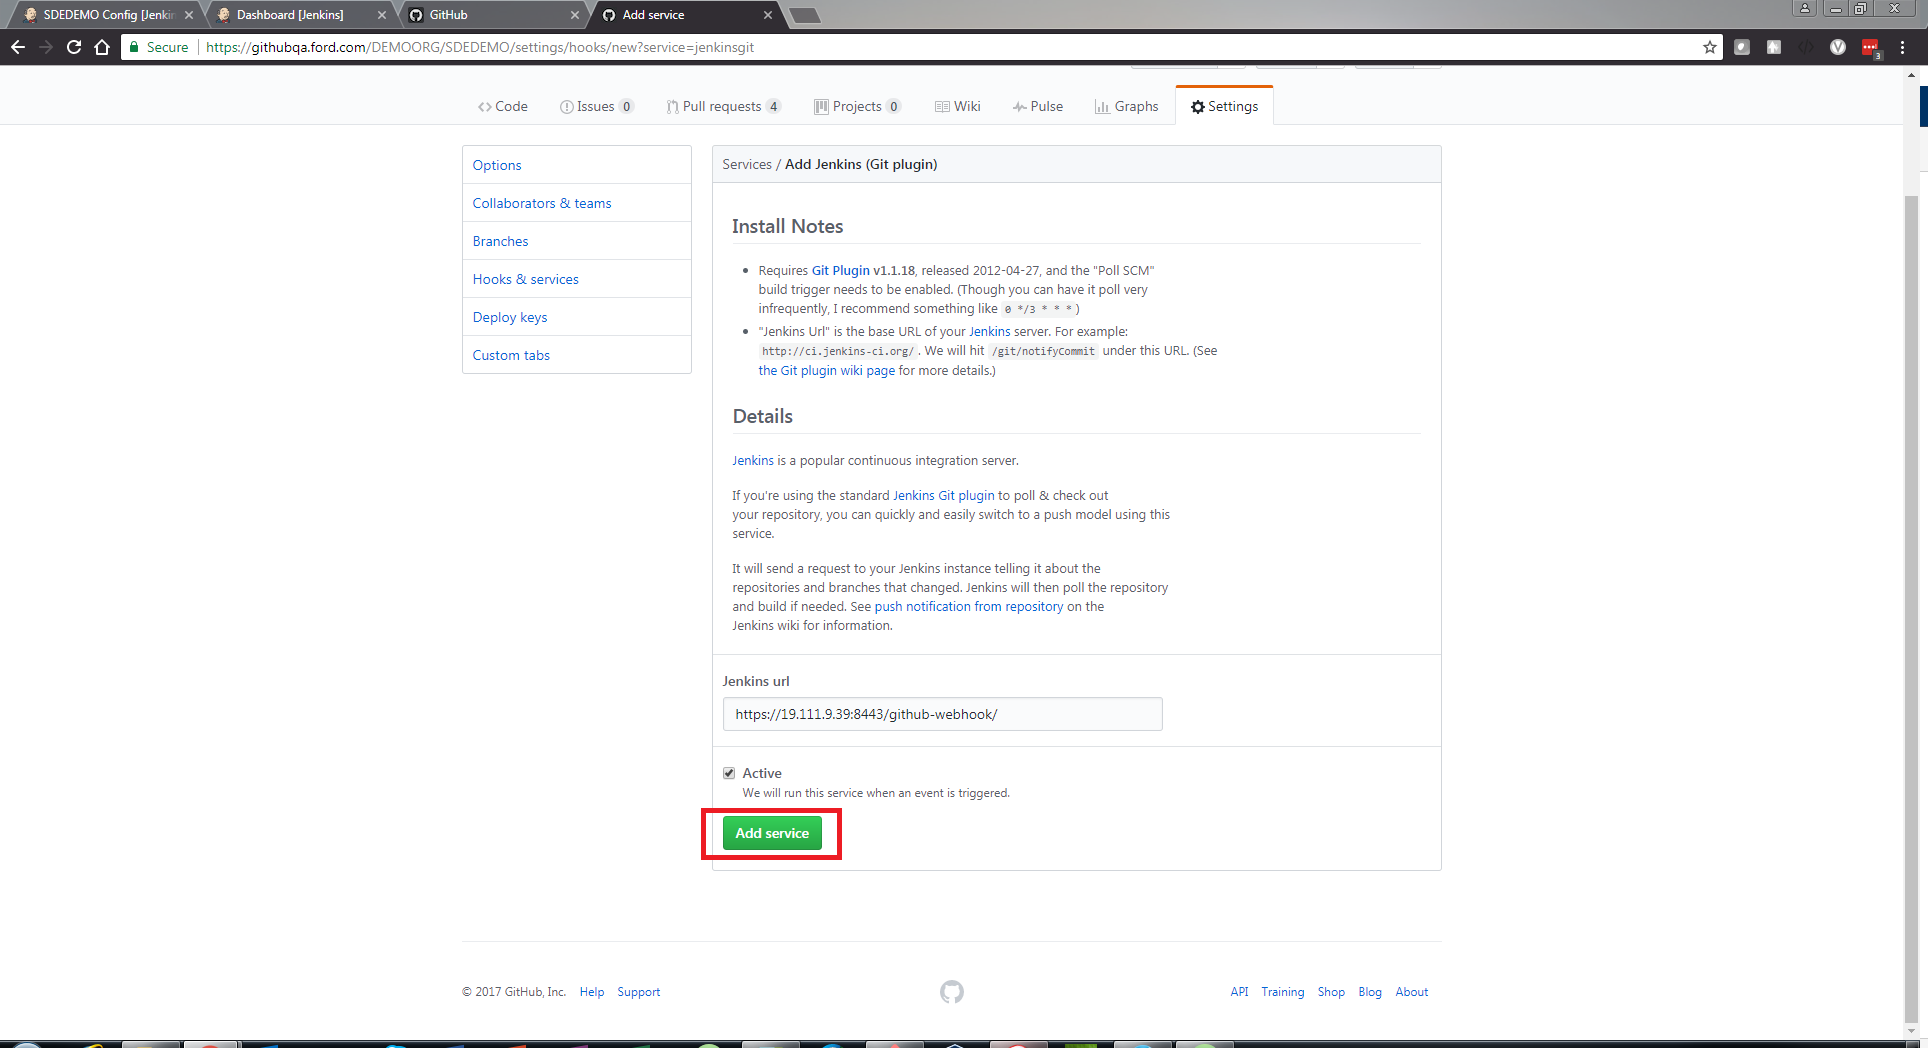 SDEDEMO Config [Jenkin
Dashboard [Jenkins]
GitHub
Add service
Secure
https://githubqa.ford.com/DEMOORG/SDEDEMO/settings/hooks/new?service=jenkinsgit
V
3
Code
Issues 0
Pull requests 4
Projects 0
Wiki
Pulse
Graphs
Settings
Options
Collaborators & teams
Branches
Hooks & services
Deploy keys
Custom tabs
Services / Add Jenkins (Git plugin)
Install Notes
Requires Git Plugin v1.1.18, released 2012-04-27, and the "Poll SCM"
build trigger needs to be enabled. (Though you can have it poll very
infrequently, I recommend something like 0 */3 * * * )
"Jenkins Url" is the base URL of your Jenkins server. For example:
http://ci.jenkins-ci.org/ . We will hit /git/notifyCommit under this URL. (See
the Git plugin wiki page for more details.)
Details
Jenkins is a popular continuous integration server.
If you're using the standard Jenkins Git plugin to poll & check out
your repository, you can quickly and easily switch to a push model using this
service.
It will send a request to your Jenkins instance telling it about the
repositories and branches that changed. Jenkins will then poll the repository
and build if needed. See push notification from repository on the
Jenkins wiki for information.
Jenkins url
https://19.111.9.39:8443/github-webhook/
Active
We will run this service when an event is triggered.
Add service
© 2017 GitHub, Inc. Help Support
API Training Shop Blog About